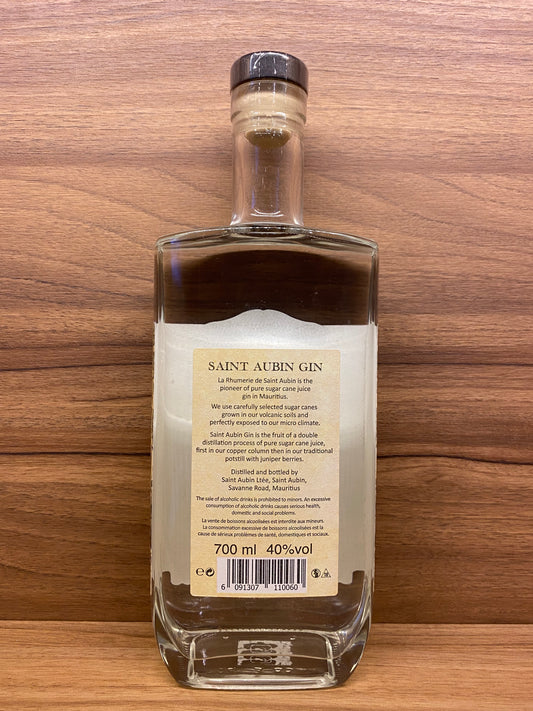 SAINT AUBIN GIN
La Rhumerie de Saint Aubin is the
pioneer of pure sugar cane juice
gin in Mauritius.
We use carefully selected sugar canes
grown in our volcanic soils and
perfectly exposed to our micro climate.
Saint Aubin Gin is the fruit of a double
distillation process of pure sugar cane juice,
first in our copper column then in our traditional
potstill with juniper berries.
Distilled and bottled by
Saint Aubin Ltée, Saint Aubin,
Savanne Road, Mauritius
The sale of alcoholic drinks is prohibited to minors. An excessive
consumption of alcoholic drinks causes serious health,
domestic and social problems.
La vente de boissons alcoolisées est interdite aux mineurs.
La consommation excessive de boissons alcoolisées est la
cause de sérieux problèmes de santé, domestiques et sociaux.
700 ml 40%vol
e
6 091307 110060